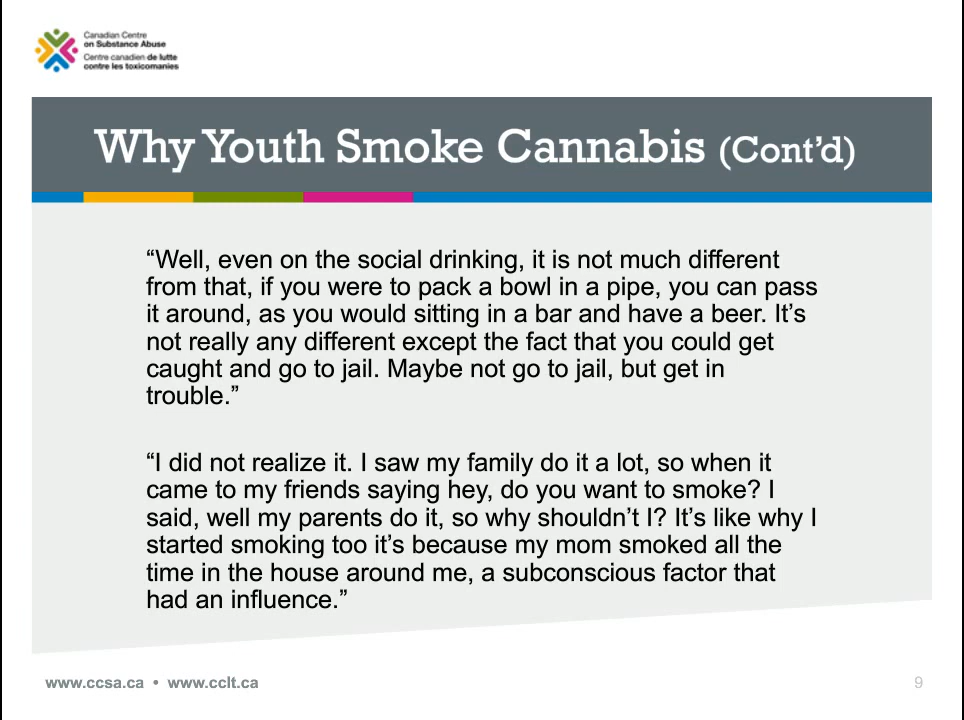 Canadian Centre
on Substance Abuse
Centre canadien de lutte
contre les toxicomanies
Why Youth Smoke Cannabis (Cont’d)
“Well, even on the social drinking, it is not much different
from that, if you were to pack a bowl in a pipe, you can pass
it around, as you would sitting in a bar and have a beer. It’s
not really any different except the fact that you could get
caught and go to jail. Maybe not go to jail, but get in
trouble.”
“I did not realize it. I saw my family do it a lot, so when it
came to my friends saying hey, do you want to smoke? I
said, well my parents do it, so why shouldn’t I? It’s like why I
started smoking too it’s because my mom smoked all the
time in the house around me, a subconscious factor that
had an influence.”
www.ccsa.ca • www.cclt.ca
9